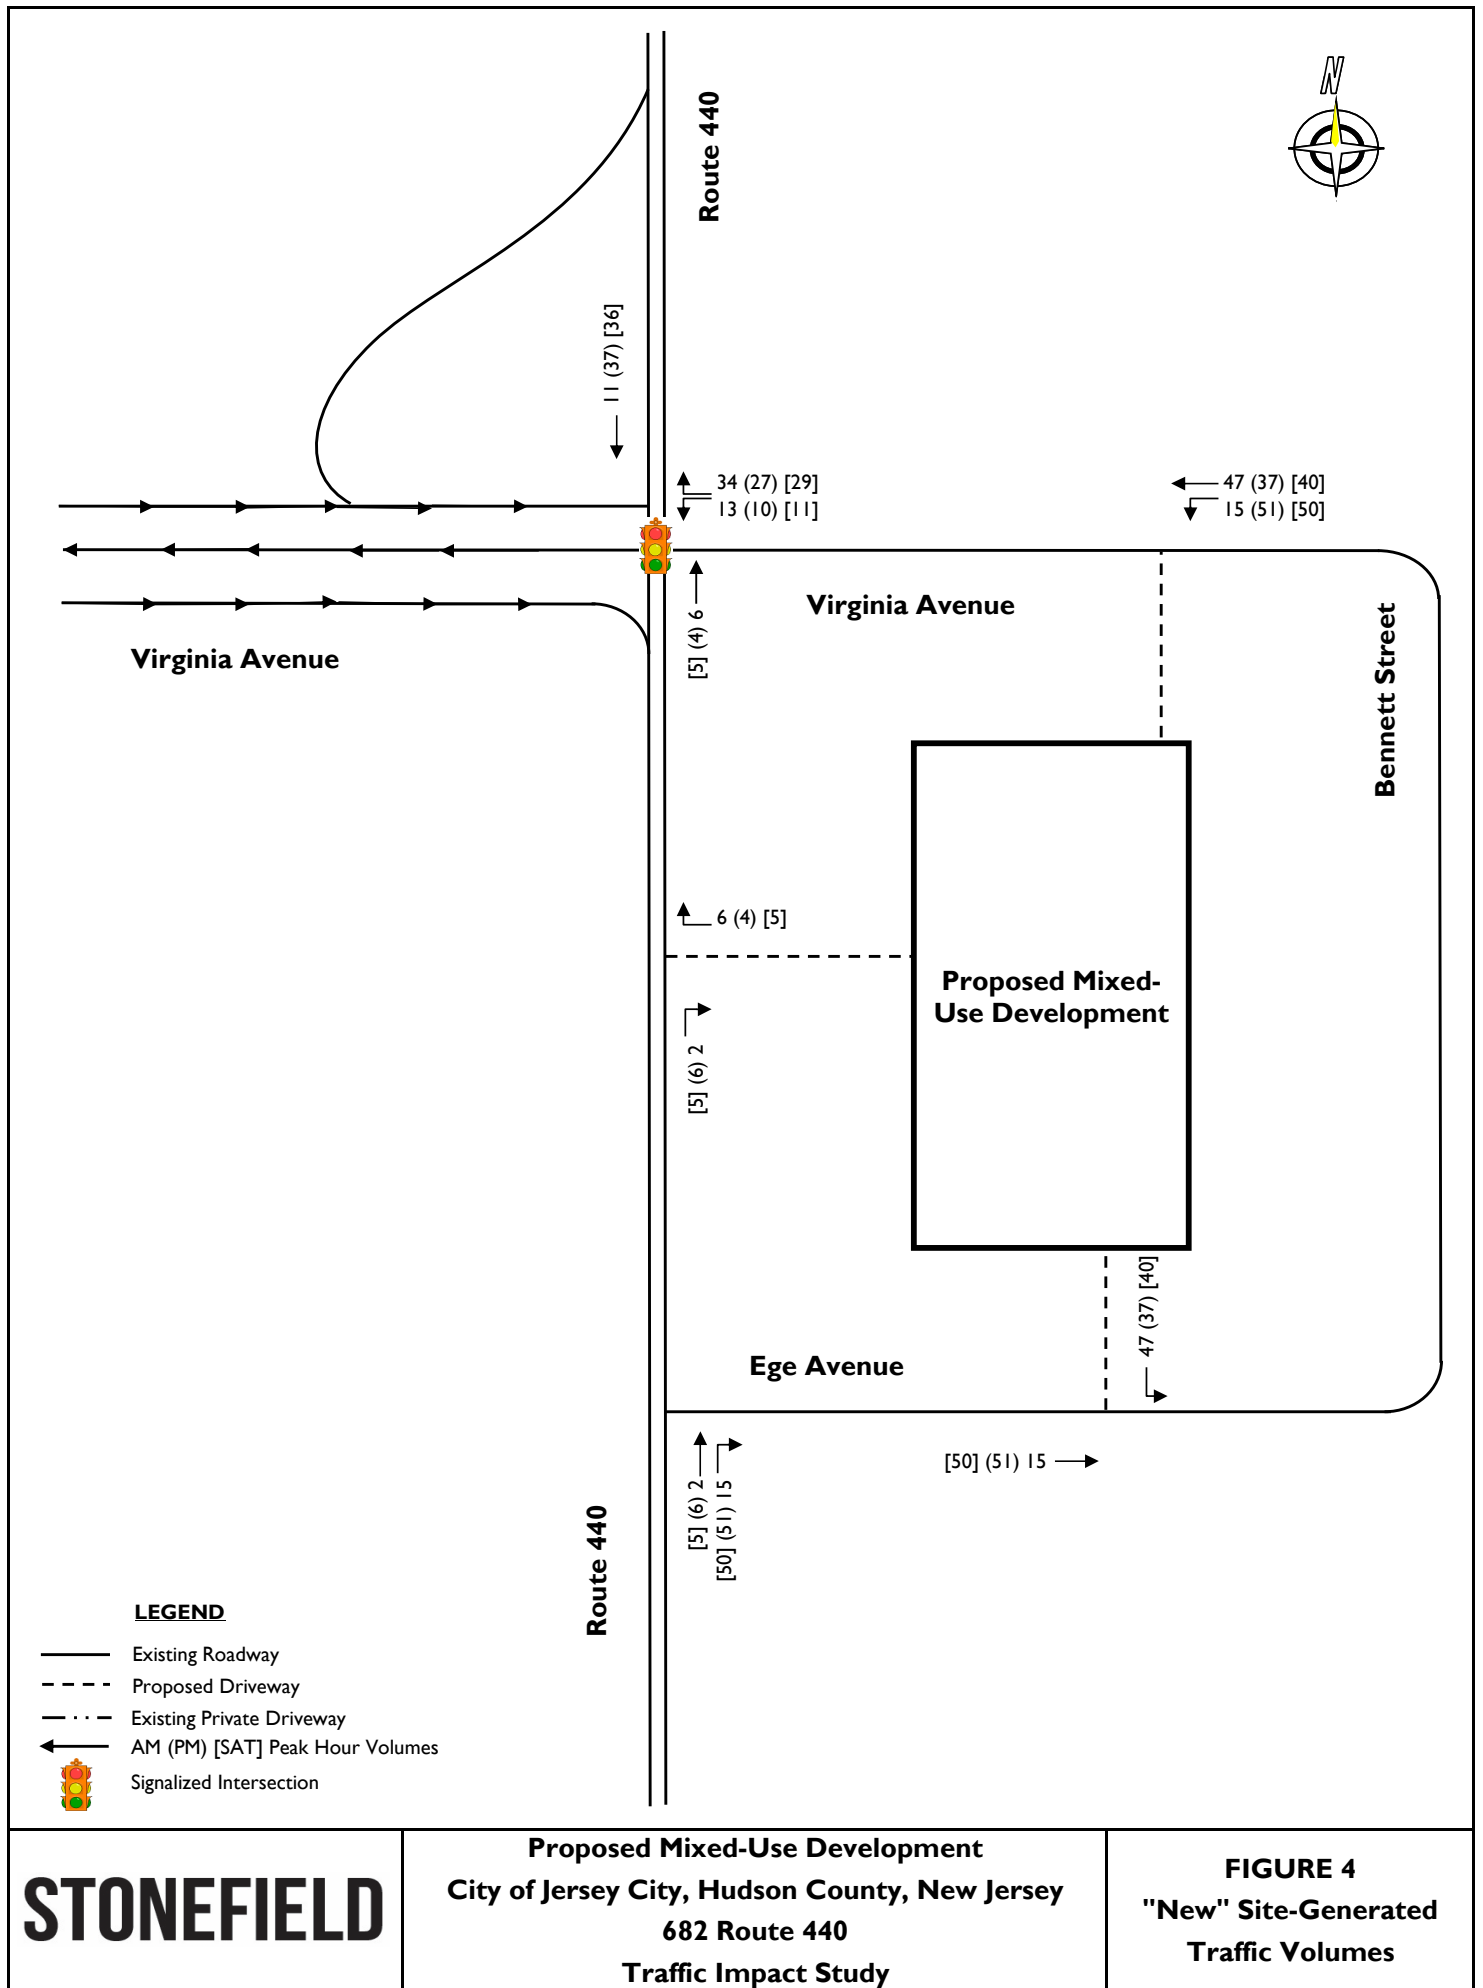 N
Route 440
11 (37) [36]
34 (27) [29]
13 (10) [11]
47 (37) [40]
15 (51) [50]
[5] (4) 6
Virginia Avenue
Virginia Avenue
Bennett Street
6 (4) [5]
Proposed Mixed-
Use Development
[5] (6) 2
47 (37) [40]
Ege Avenue
[50] (51) 15
[5] (6) 2
[50] (51) 15
Route 440
LEGEND
Existing Roadway
Proposed Driveway
Existing Private Driveway
AM (PM) [SAT] Peak Hour Volumes
Signalized Intersection
STONEFIELD
Proposed Mixed-Use Development
City of Jersey City, Hudson County, New Jersey
682 Route 440
Traffic Impact Study
FIGURE 4
"New" Site-Generated
Traffic Volumes